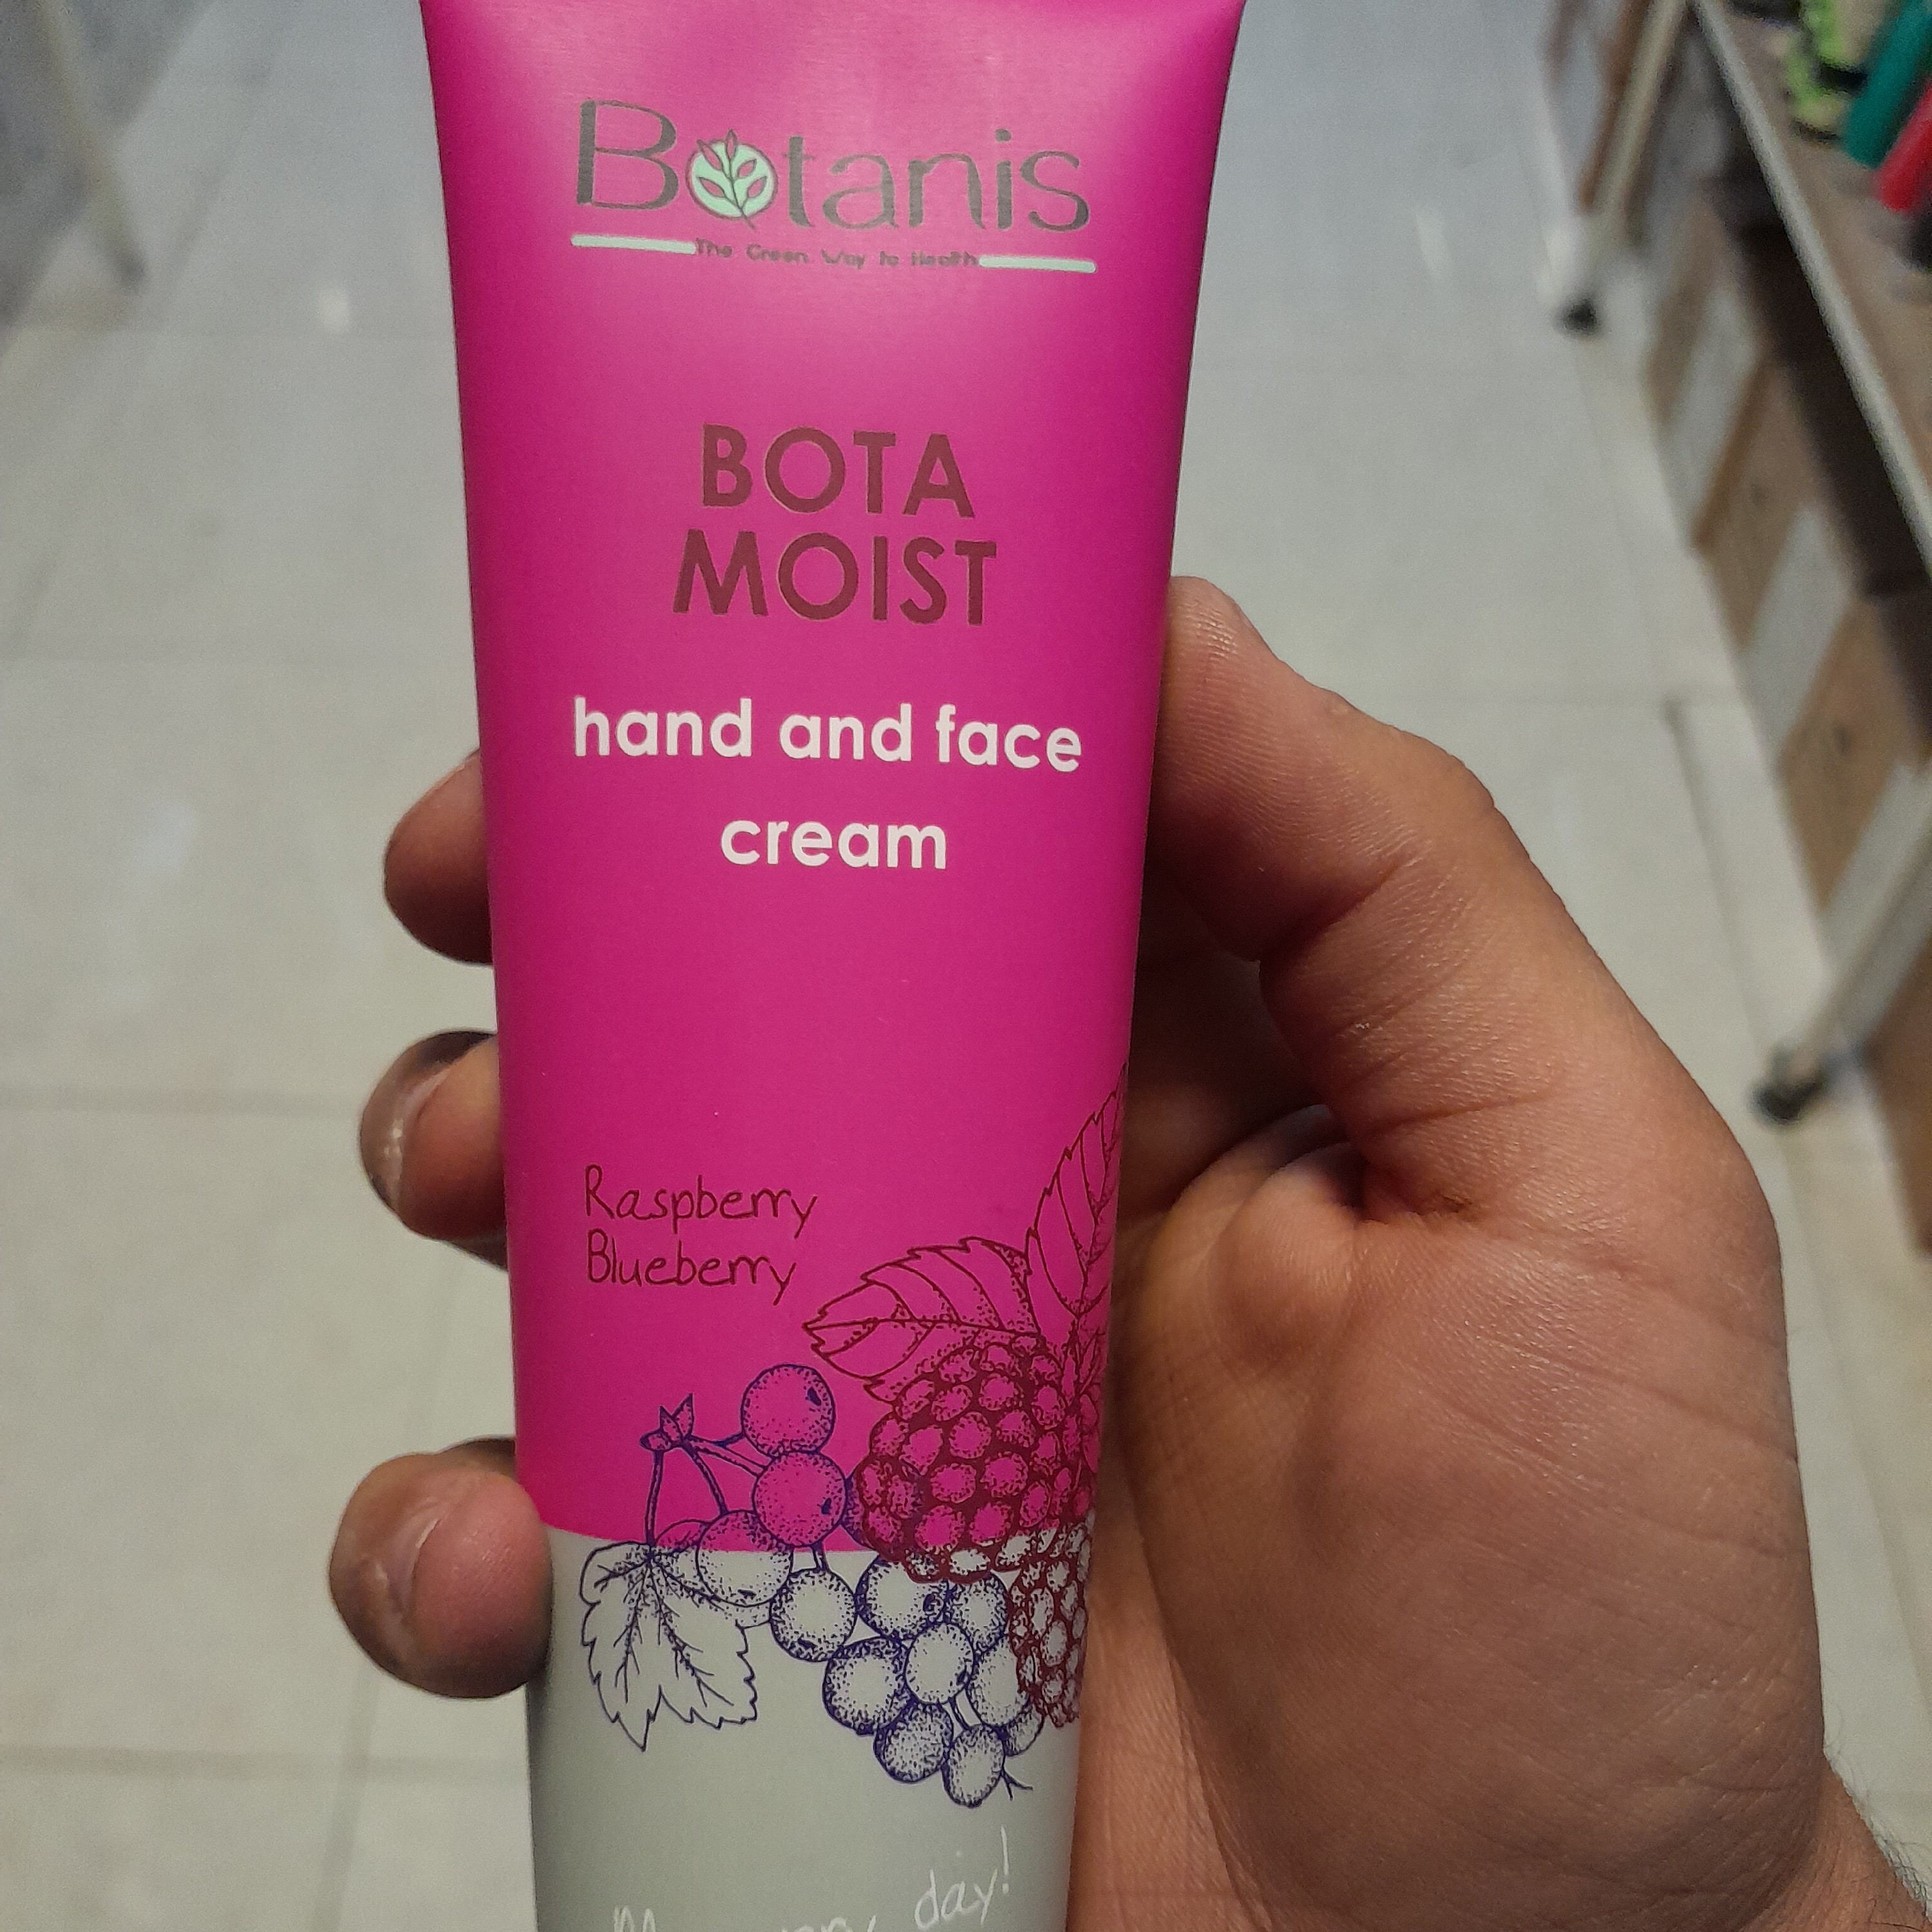 Botanis
The Green Way to Health
BOTA
MOIST
hand and face
cream
Raspberry
Blueberry
day!